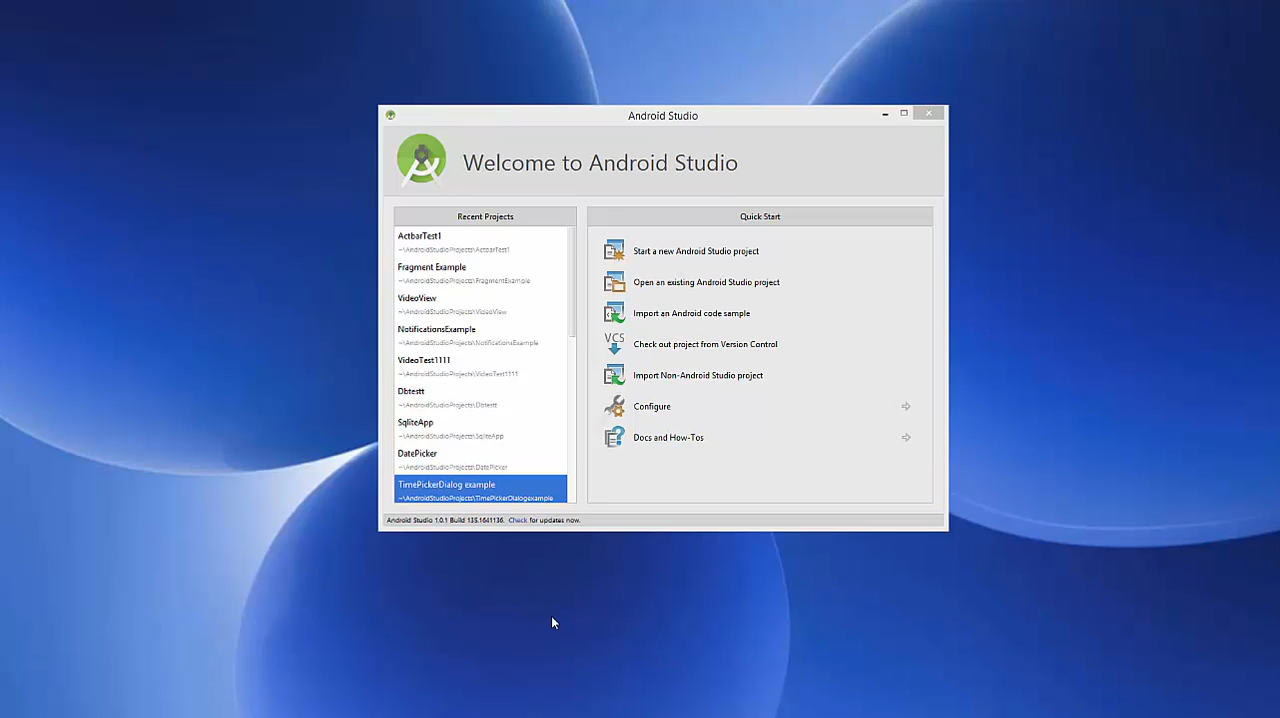 Android Studio
Welcome to Android Studio
Recent Projects
ActbarTest1
~\AndroidStudioProjects\ActbarTest1
Fragment Example
~\AndroidStudioProjects\FragmentExample
VideoView
~\AndroidStudioProjects\VideoView
NotificationsExample
~\AndroidStudioProjects\NotificationsExample
VideoTest1111
~\AndroidStudioProjects\VideoTest1111
Dbtestt
~\AndroidStudioProjects\Dbtestt
SqliteApp
~\AndroidStudioProjects\SqliteApp
DatePicker
~\AndroidStudioProjects\DatePicker
TimePickerDialog example
~\AndroidStudioProjects\TimePickerDialogexample
Quick Start
Start a new Android Studio project
Open an existing Android Studio project
Import an Android code sample
VCS
Check out project from Version Control
Import Non-Android Studio project
Configure
Docs and How-Tos
Android Studio 1.0.1 Build 135.1641136. Check for updates now.